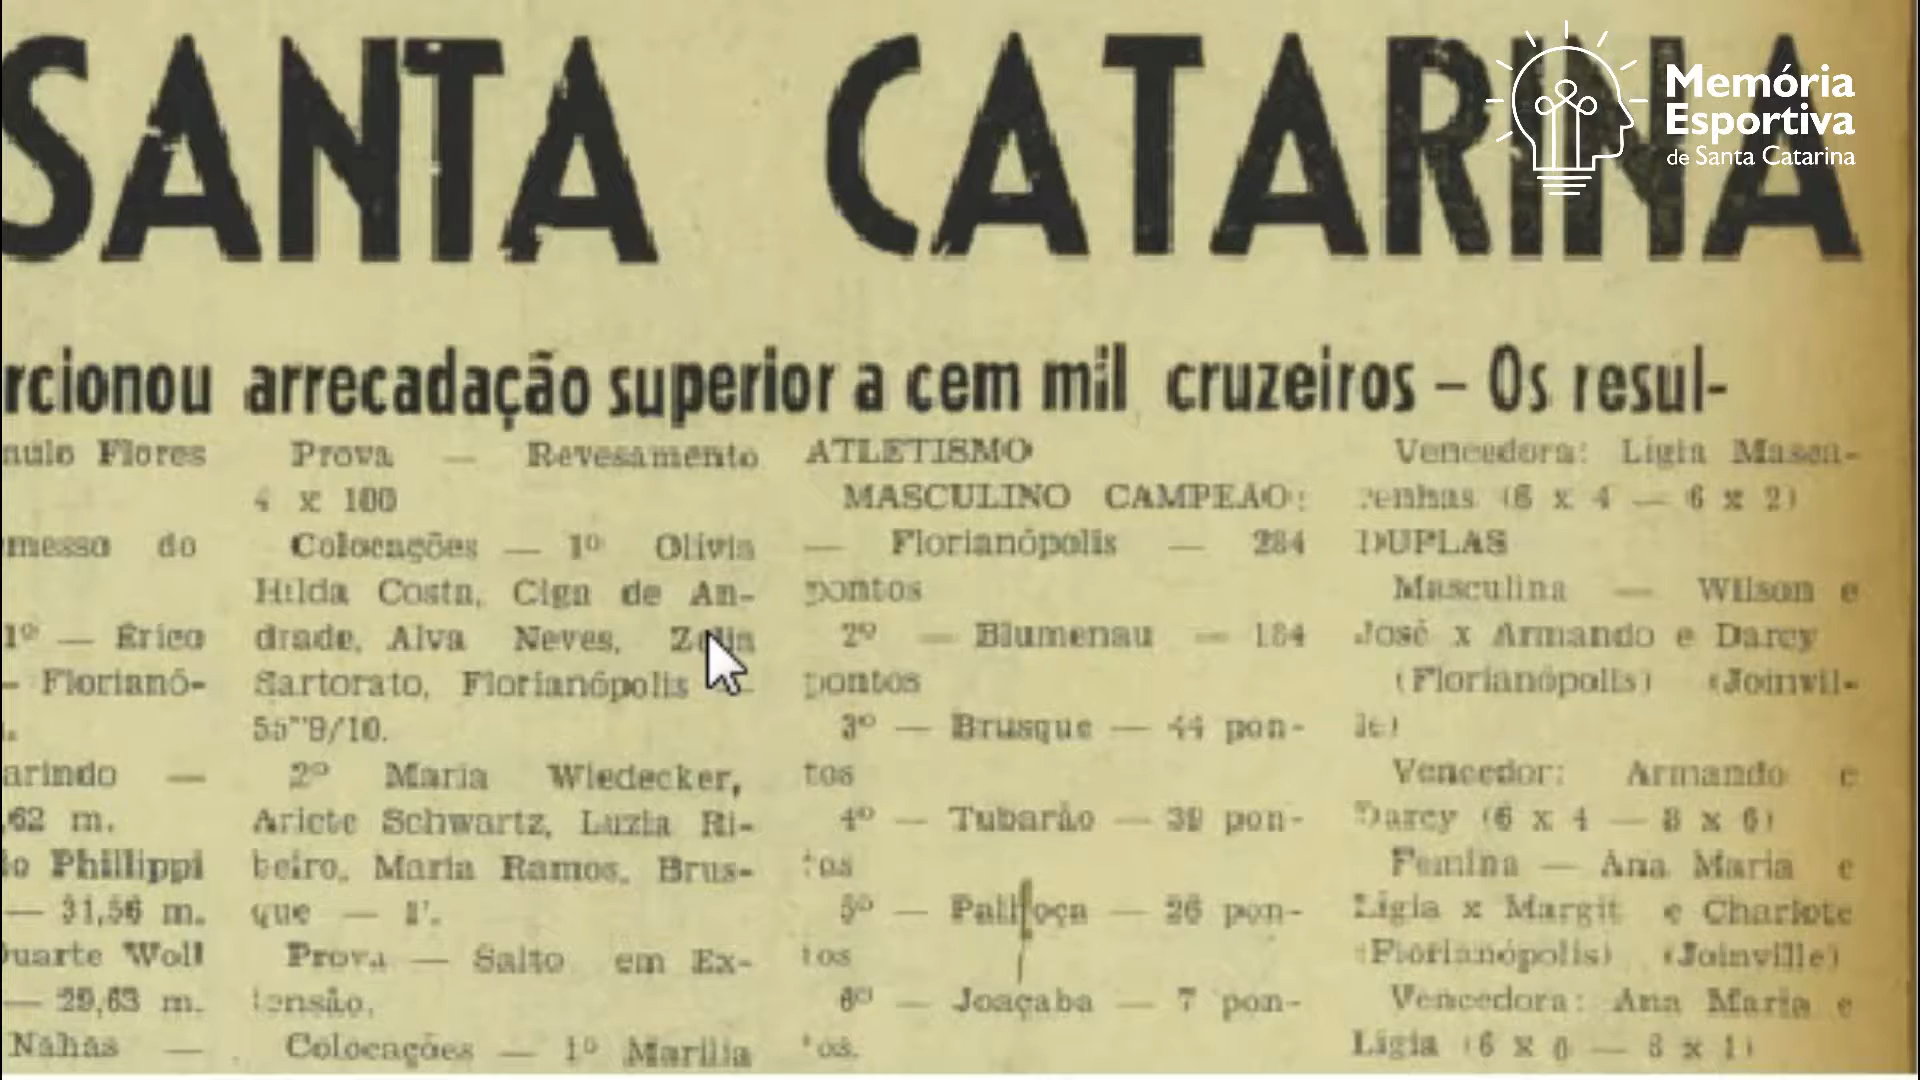 SANTA CATARINA
Memória
Esportiva
de Santa Catarina
rcionou arrecadação superior a cem mil cruzeiros – Os resul-
aulo Flores
messo do
1º — Érico
— Florianó-
arindo —
,62 m.
o Phillippi
— 31,56 m.
uarte Woll
— 29,63 m.
Nahas —
Prova — Revesamento
4 x 100
Colocações — 1º Olivia
Hilda Costa, Ciga de An-
drade, Alva Neves,
Sartorato, Florianópolis —
55"9/10.
2º Maria Wiedecker,
Ariete Schwartz, Luzia Ri-
beiro, Maria Ramos, Brus-
que — 1'.
Prova — Salto em Ex-
tensão.
Colocações — 1º Marilia
ATLETISMO
MASCULINO CAMPEAO:
— Florianópolis — 284
pontos
2º — Blumenau — 184
pontos
3º — Brusque — 44 pon-
tos
4º — Tubarão — 39 pon-
tos
5º — Palhoça — 26 pon-
tos
6º — Joaçaba — 7 pon-
tos.
Vencedora: Ligia Masca-
renhas (6 x 4 — 6 x 2)
DUPLAS
Masculina — Wilson e
José x Armando e Darcy
(Florianópolis) (Joinvil-
le)
Vencedor: Armando e
Darcy (6 x 4 — 8 x 6)
Femina — Ana Maria e
Ligia x Margit e Charlote
(Florianópolis) (Joinville)
Vencedora: Ana Maria e
Ligia (6 x 0 — x 1)